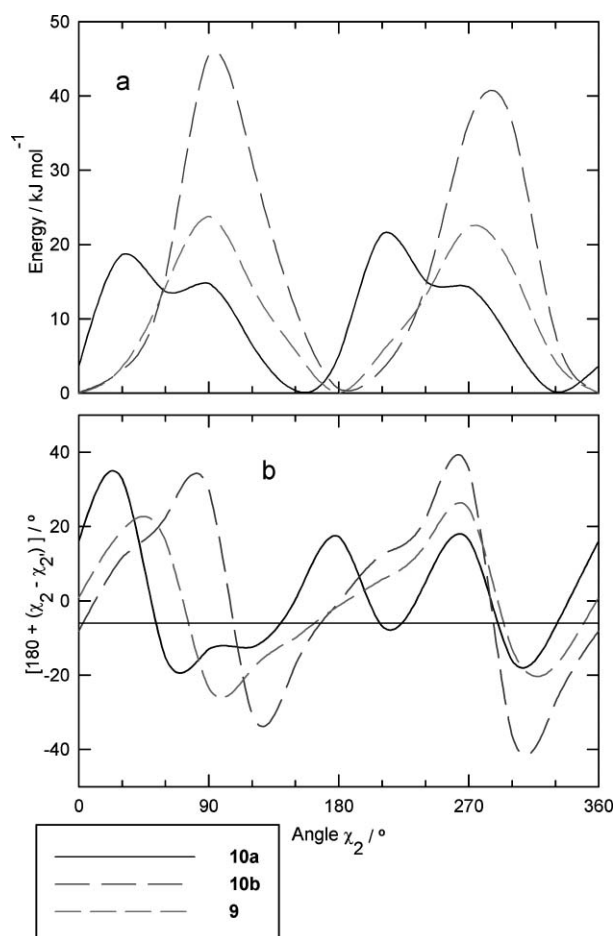 50
40
30
20
10
0
Energy / kJ mol⁻¹
a
40
20
0
-20
-40
[180 + (χ₂ - χ₂')] / º
b
0 90 180 270 360
Angle χ₂ / º
10a
10b
9